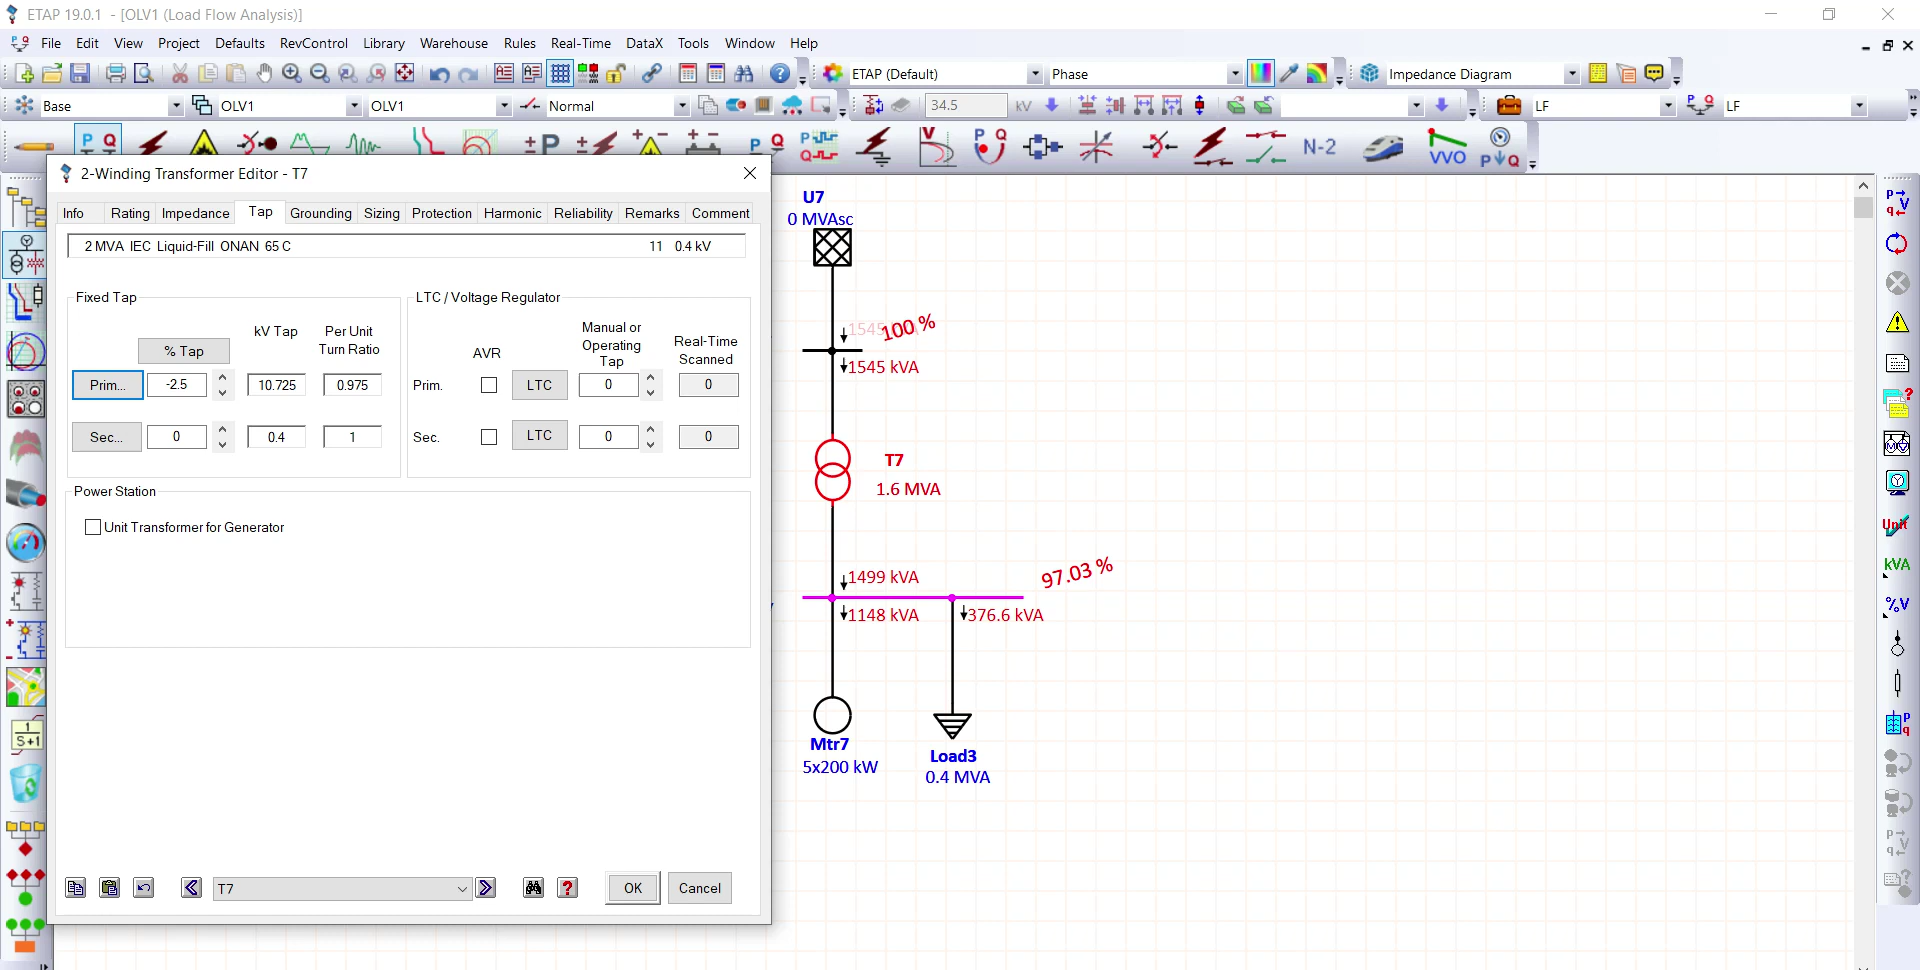 ETAP 19.0.1 - [OLV1 (Load Flow Analysis)]
File Edit View Project Defaults RevControl Library Warehouse Rules Real-Time DataX Tools Window Help
ETAP (Default) Phase Impedance Diagram
Base OLV1 OLV1 Normal 34.5 kV LF LF
N-2 VVO
2-Winding Transformer Editor - T7
Info Rating Impedance Tap Grounding Sizing Protection Harmonic Reliability Remarks Comment
2 MVA IEC Liquid-Fill ONAN 65 C 11 0.4 kV
Fixed Tap
% Tap
kV Tap
Per Unit
Turn Ratio
Prim... -2.5 10.725 0.975
Sec... 0 0.4 1
LTC / Voltage Regulator
AVR
Manual or
Operating
Tap
Real-Time
Scanned
Prim. LTC 0 0
Sec. LTC 0 0
Power Station
Unit Transformer for Generator
T7
OK Cancel
U7
0 MVAsc
100 %
1545 kVA
T7
1.6 MVA
1499 kVA
97.03 %
1148 kVA
376.6 kVA
Mtr7
5x200 kW
Load3
0.4 MVA
Unit
kVA
%V
1
S+1